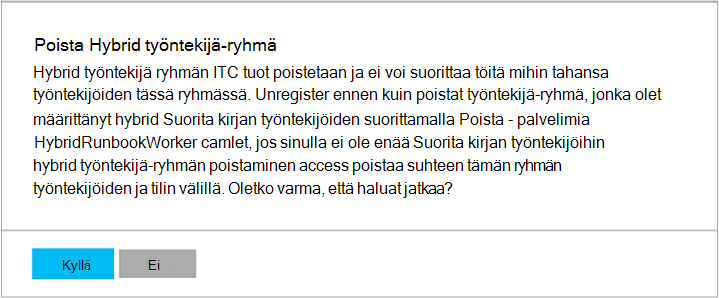 Poista Hybrid työntekijä-ryhmä
Hybrid työntekijä ryhmän ITC tuot poistetaan ja ei voi suorittaa töitä mihin tahansa
työntekijöiden tässä ryhmässä. Unregister ennen kuin poistat työntekijä-ryhmä, jonka olet
määrittänyt hybrid Suorita kirjan työntekijöiden suorittamalla Poista - palvelimia
HybridRunbookWorker camlet, jos sinulla ei ole enää Suorita kirjan työntekijöihin
hybrid työntekijä-ryhmän poistaminen access poistaa suhteen tämän ryhmän
työntekijöiden ja tilin välillä. Oletko varma, että haluat jatkaa?
Kyllä
Ei